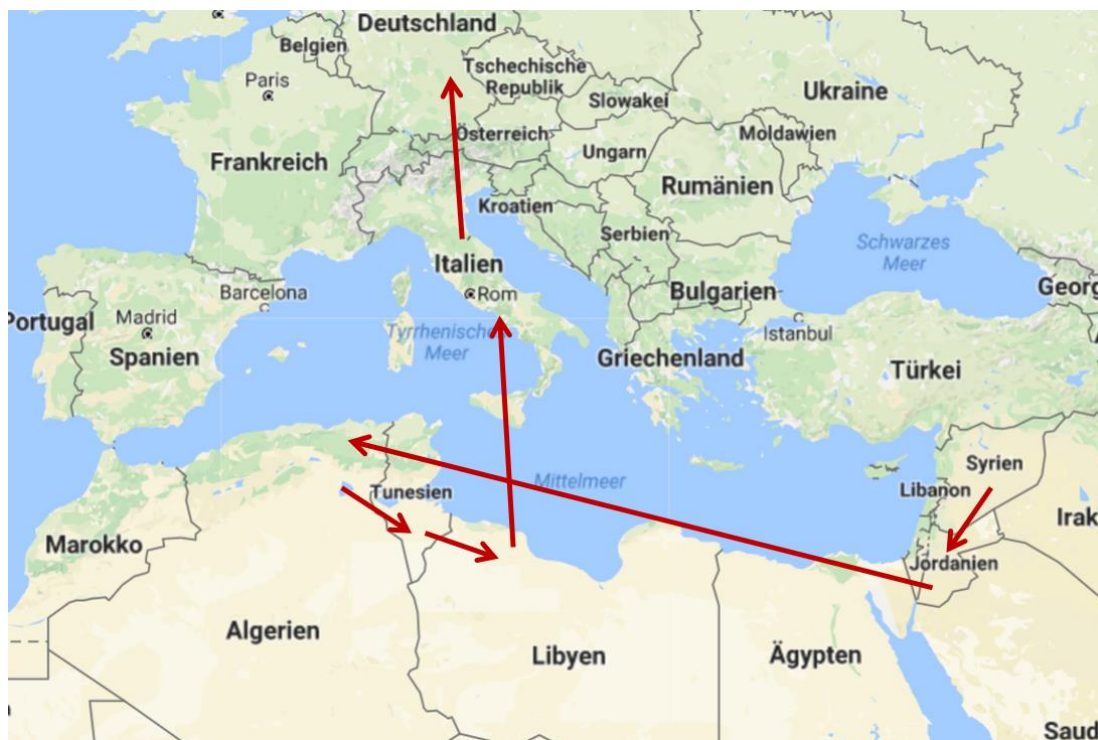 Deutschland
Belgien
Paris
Tschechische
Republik
Ukraine
Slowakei
Österreich
Moldawien
Ungarn
Frankreich
Rumänien
Kroatien
Serbien
Schwarzes
Meer
Italien
Georg
Barcelona
Rom
Bulgarien
Portugal
Madrid
Tyrrhenische
Meer
Istanbul
Spanien
Griechenland
Türkei
Syrien
Mittelmeer
Tunesien
Libanon
Irak
Marokko
Jordanien
Algerien
Libyen
Ägypten
Saud